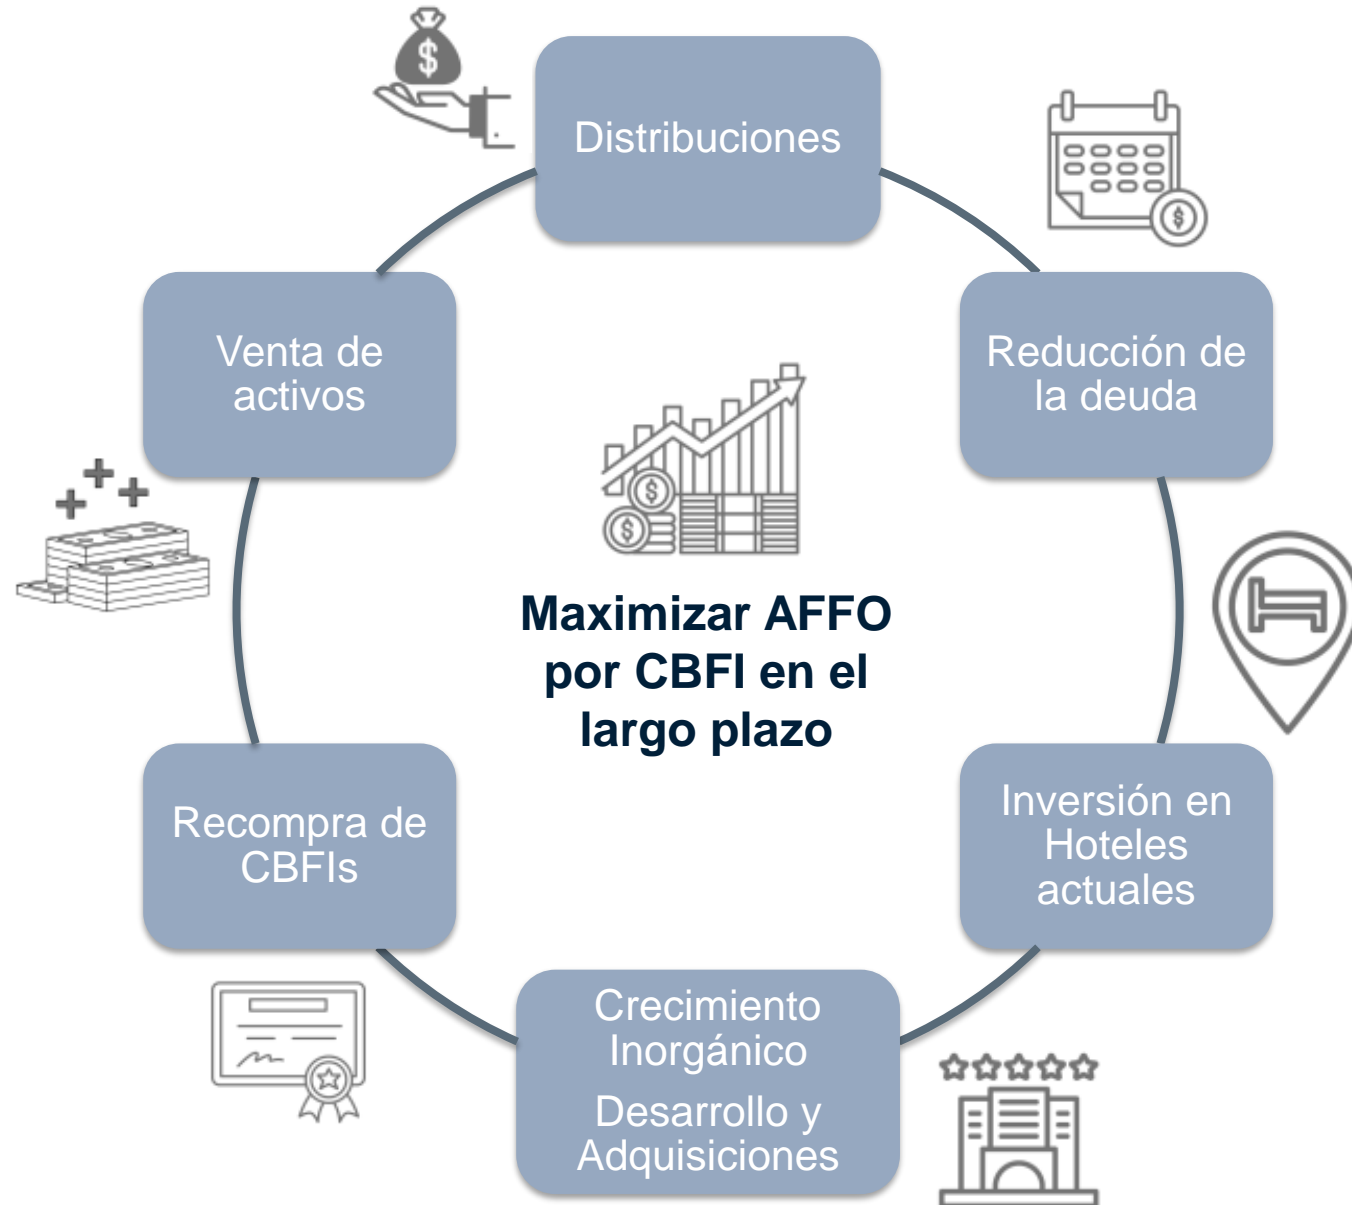 Distribuciones
Reducción de
la deuda
Inversión en
Hoteles
actuales
Crecimiento
Inorgánico
Desarrollo y
Adquisiciones
Recompra de
CBFIs
Venta de
activos
Maximizar AFFO
por CBFI en el
largo plazo